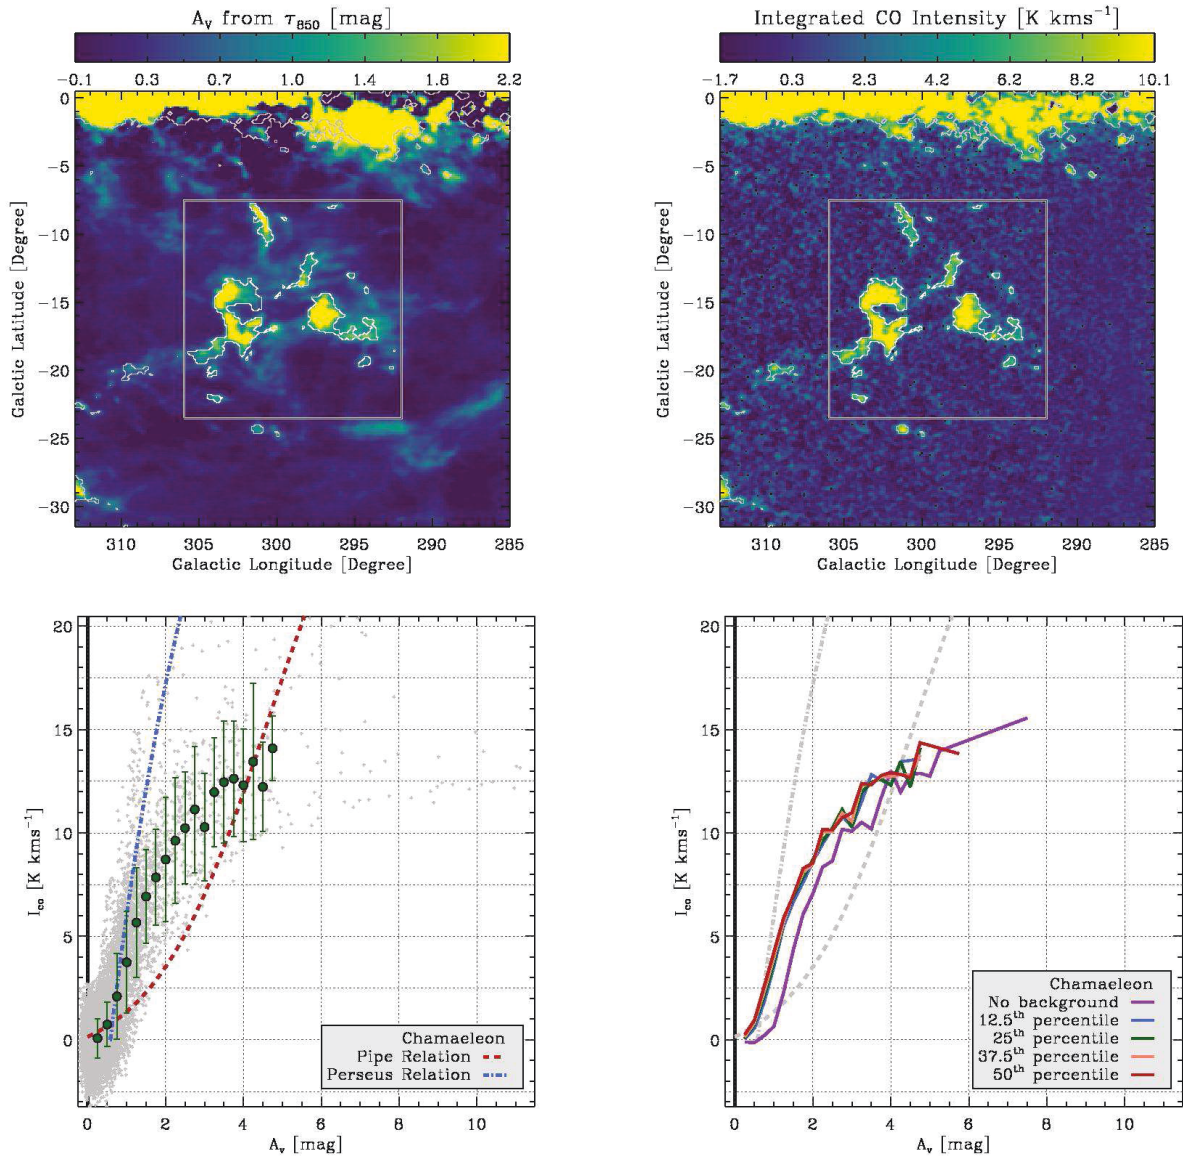 A_V from τ_850 [mag]
−0.1 0.3 0.7 1.0 1.4 1.8 2.2
0
−5
−10
−15
−20
−25
−30
Galactic Latitude [Degree]
310 305 300 295 290 285
Galactic Longitude [Degree]
Integrated CO Intensity [K kms⁻¹]
−1.7 0.3 2.3 4.2 6.2 8.2 10.1
0
−5
−10
−15
−20
−25
−30
Galactic Latitude [Degree]
310 305 300 295 290 285
Galactic Longitude [Degree]
20
15
10
5
0
I_co [K kms⁻¹]
Chamaeleon
Pipe Relation
Perseus Relation
0 2 4 6 8 10
A_v [mag]
20
15
10
5
0
I_co [K kms⁻¹]
Chamaeleon
No background
12.5th percentile
25th percentile
37.5th percentile
50th percentile
0 2 4 6 8 10
A_v [mag]